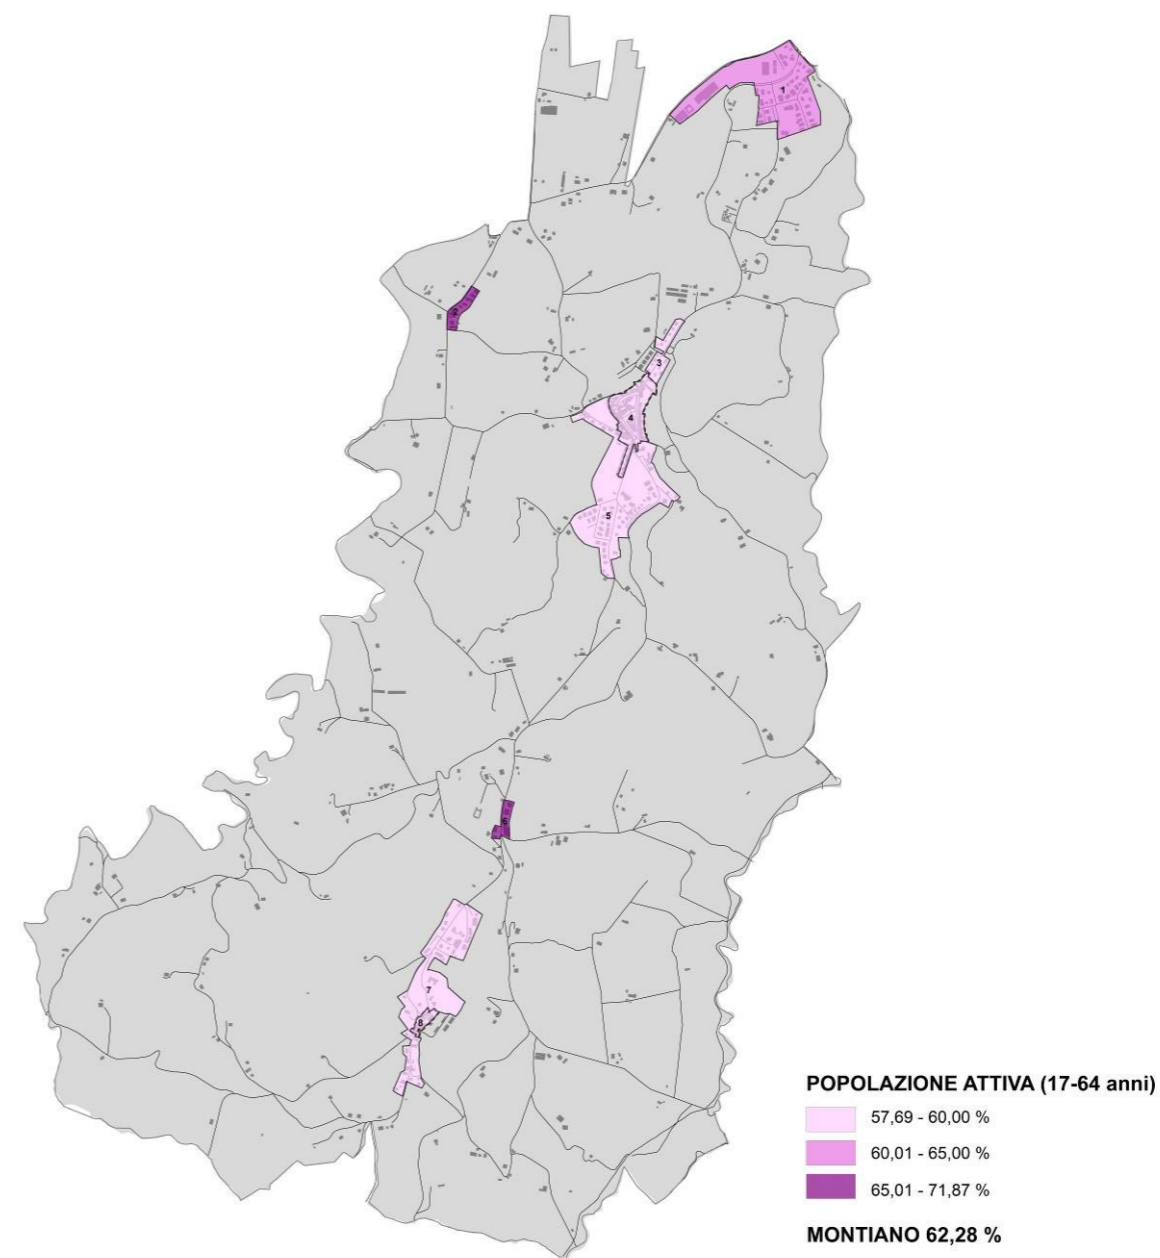 1
2
3
4
5
6
7
8
POPOLAZIONE ATTIVA (17-64 anni)
57,69 - 60,00 %
60,01 - 65,00 %
65,01 - 71,87 %
MONTIANO 62,28 %